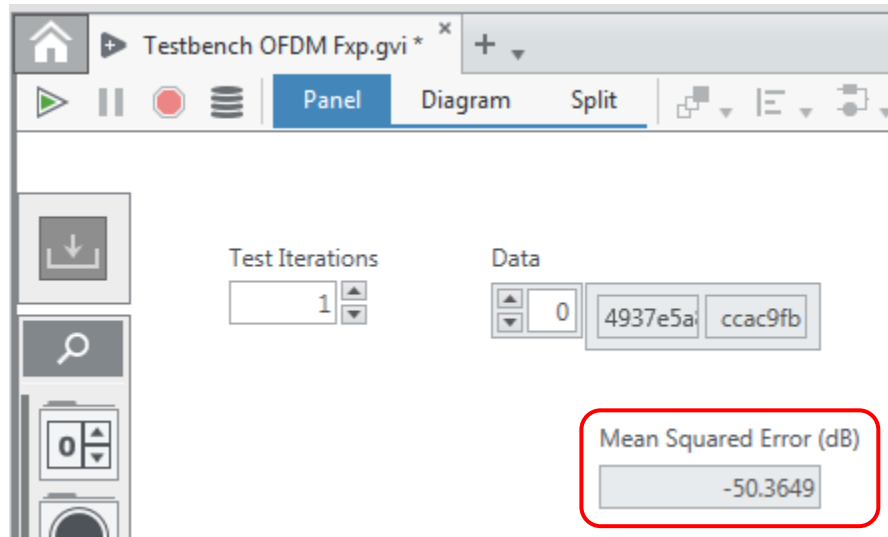 Testbench OFDM Fxp.gvi *
Panel Diagram Split
Test Iterations Data
1 0 4937e5a ccac9fb
0
Mean Squared Error (dB)
-50.3649